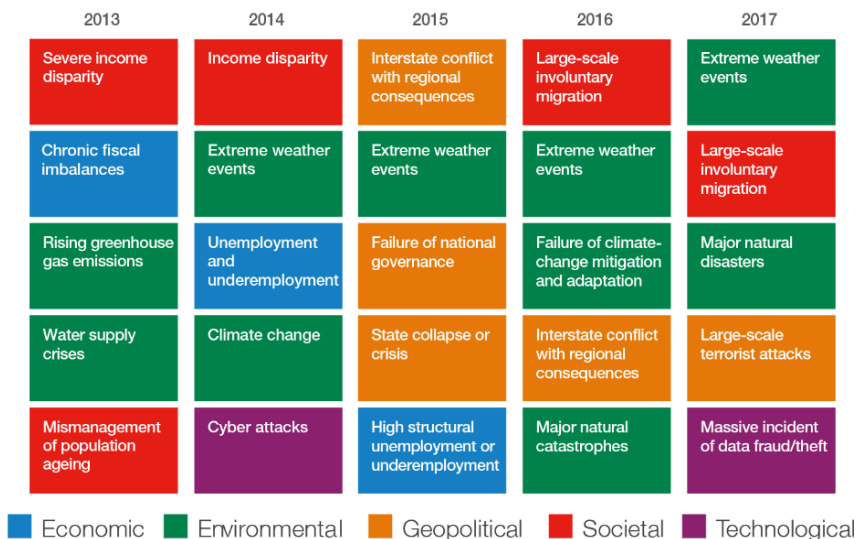 2013
2014
2015
2016
2017
Severe income
disparity
Income disparity
Interstate conflict
with regional
consequences
Large-scale
involuntary
migration
Extreme weather
events
Chronic fiscal
imbalances
Extreme weather
events
Extreme weather
events
Extreme weather
events
Large-scale
involuntary
migration
Rising greenhouse
gas emissions
Unemployment
and
underemployment
Failure of national
governance
Failure of climate-
change mitigation
and adaptation
Major natural
disasters
Water supply
crises
Climate change
State collapse or
crisis
Interstate conflict
with regional
consequences
Large-scale
terrorist attacks
Mismanagement
of population
ageing
Cyber attacks
High structural
unemployment or
underemployment
Major natural
catastrophes
Massive incident
of data fraud/theft
Economic
Environmental
Geopolitical
Societal
Technological